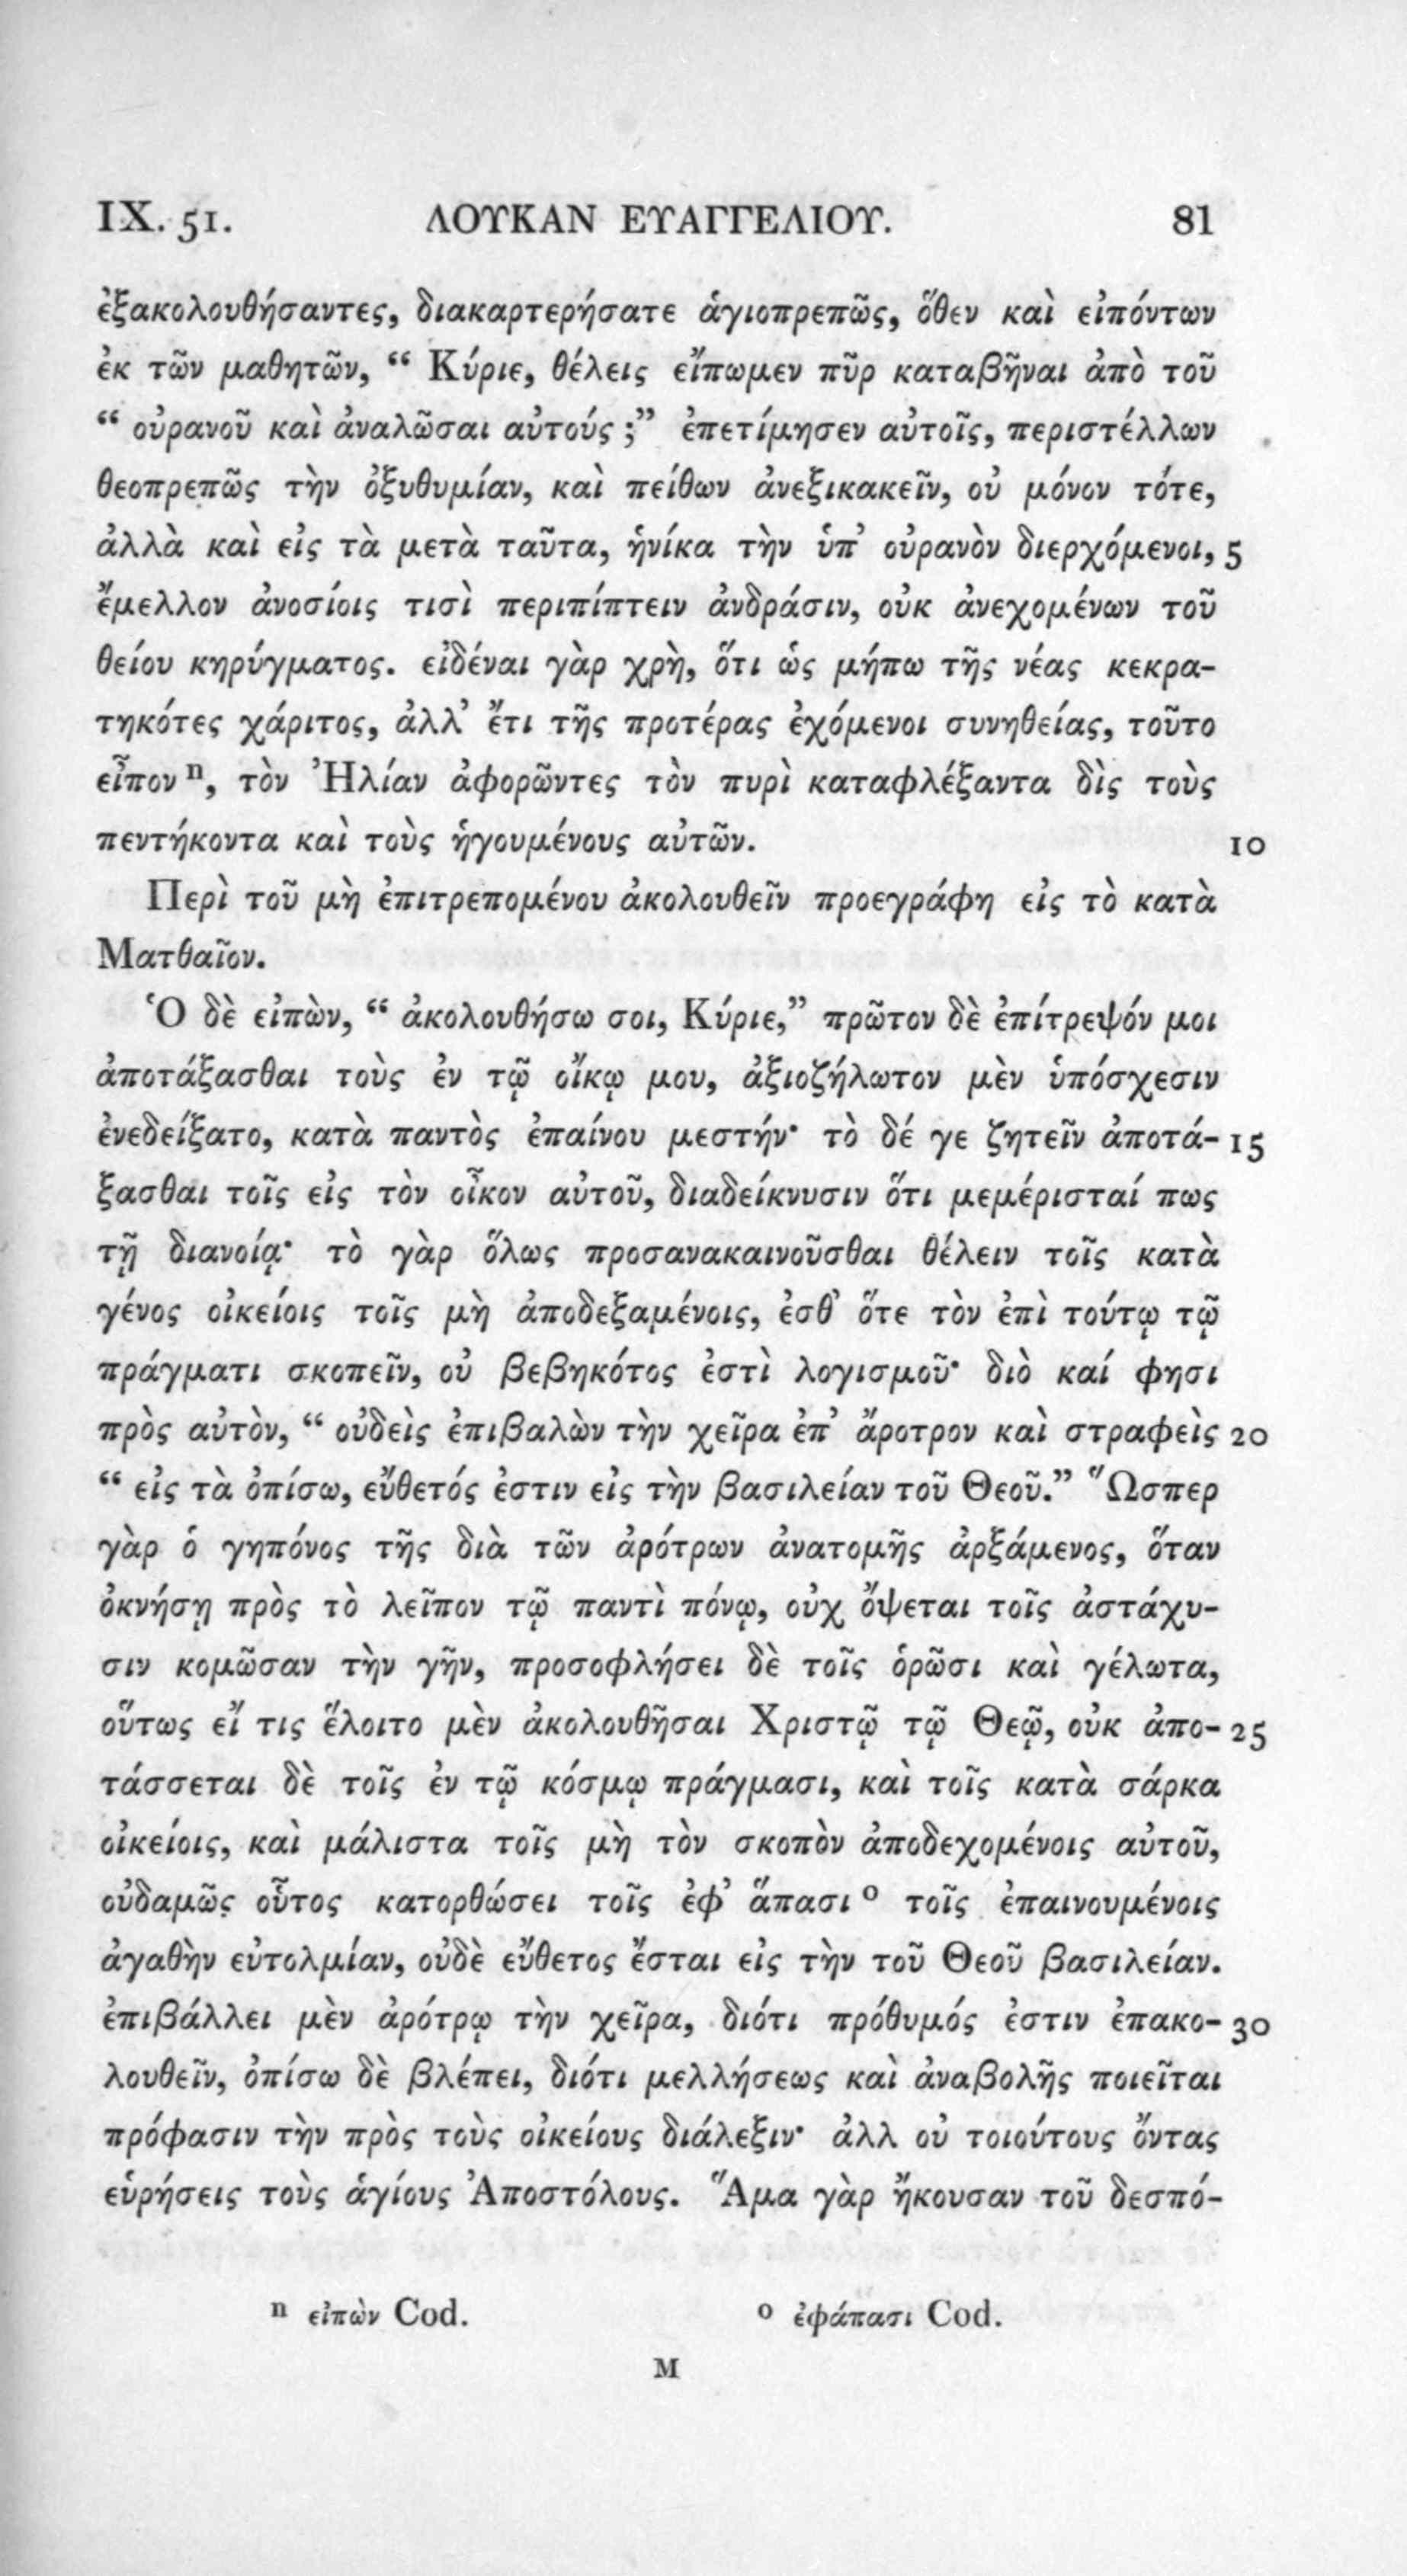 IX. 51. ΛΟΥΚΑΝ ΕΥΑΓΓΕΛΙΟΥ. 81
ἐξακολουθήσαντες, διακαρτερήσατε ἁγιοπρεπῶς, ὅθεν καὶ εἰπόντων
ἐκ τῶν μαθητῶν, “ Κύριε, θέλεις εἴπωμεν πῦρ καταβῆναι ἀπὸ τοῦ
“ οὐρανοῦ καὶ ἀναλῶσαι αὐτούς ;” ἐπετίμησεν αὐτοῖς, περιστέλλων
θεοπρεπῶς τὴν ὀξυθυμίαν, καὶ πείθων ἀνεξικακεῖν, οὐ μόνον τότε,
ἀλλὰ καὶ εἰς τὰ μετὰ ταῦτα, ἡνίκα τὴν ὑπ’ οὐρανὸν διερχόμενοι, 5
ἔμελλον ἀνοσίοις τισὶ περιπίπτειν ἀνδράσιν, οὐκ ἀνεχομένων τοῦ
θείου κηρύγματος. εἰδέναι γὰρ χρὴ, ὅτι ὡς μήπω τῆς νέας κεκρα-
τηκότες χάριτος, ἀλλ’ ἔτι τῆς προτέρας ἐχόμενοι συνηθείας, τοῦτο
εἶπον ⁿ, τὸν Ἠλίαν ἀφορῶντες τὸν πυρὶ καταφλέξαντα δὶς τοὺς
πεντήκοντα καὶ τοὺς ἡγουμένους αὐτῶν. 10
Περὶ τοῦ μὴ ἐπιτρεπομένου ἀκολουθεῖν προεγράφη εἰς τὸ κατὰ
Ματθαῖον.
Ὁ δὲ εἰπὼν, “ ἀκολουθήσω σοι, Κύριε,” πρῶτον δὲ ἐπίτρεψόν μοι
ἀποτάξασθαι τοὺς ἐν τῷ οἴκῳ μου, ἀξιοζήλωτον μὲν ὑπόσχεσιν
ἐνεδείξατο, κατὰ παντὸς ἐπαίνου μεστήν· τὸ δέ γε ζητεῖν ἀποτά- 15
ξασθαι τοῖς εἰς τὸν οἶκον αὐτοῦ, διαδείκνυσιν ὅτι μεμέρισταί πως
τῇ διανοίᾳ· τὸ γὰρ ὅλως προσανακαινοῦσθαι θέλειν τοῖς κατὰ
γένος οἰκείοις τοῖς μὴ ἀποδεξαμένοις, ἐσθ’ ὅτε τὸν ἐπὶ τούτῳ τῷ
πράγματι σκοπεῖν, οὐ βεβηκότος ἐστὶ λογισμοῦ· διὸ καί φησι
πρὸς αὐτὸν, “ οὐδεὶς ἐπιβαλὼν τὴν χεῖρα ἐπ’ ἄροτρον καὶ στραφεὶς 20
“ εἰς τὰ ὀπίσω, εὔθετός ἐστιν εἰς τὴν βασιλείαν τοῦ Θεοῦ.” Ὥσπερ
γὰρ ὁ γηπόνος τῆς διὰ τῶν ἀρότρων ἀνατομῆς ἀρξάμενος, ὅταν
ὀκνήσῃ πρὸς τὸ λεῖπον τῷ παντὶ πόνῳ, οὐχ ὄψεται τοῖς ἀστάχυ-
σιν κομῶσαν τὴν γῆν, προσοφλήσει δὲ τοῖς ὁρῶσι καὶ γέλωτα,
οὕτως εἴ τις ἕλοιτο μὲν ἀκολουθῆσαι Χριστῷ τῷ Θεῷ, οὐκ ἀπο- 25
τάσσεται δὲ τοῖς ἐν τῷ κόσμῳ πράγμασι, καὶ τοῖς κατὰ σάρκα
οἰκείοις, καὶ μάλιστα τοῖς μὴ τὸν σκοπὸν ἀποδεχομένοις αὐτοῦ,
οὐδαμῶς οὗτος κατορθώσει τοῖς ἐφ’ ἅπασι ᵒ τοῖς ἐπαινουμένοις
ἀγαθὴν εὐτολμίαν, οὐδὲ εὔθετος ἔσται εἰς τὴν τοῦ Θεοῦ βασιλείαν.
ἐπιβάλλει μὲν ἀρότρῳ τὴν χεῖρα, διότι πρόθυμός ἐστιν ἐπακο- 30
λουθεῖν, ὀπίσω δὲ βλέπει, διότι μελλήσεως καὶ ἀναβολῆς ποιεῖται
πρόφασιν τὴν πρὸς τοὺς οἰκείους διάλεξιν· ἀλλ οὐ τοιούτους ὄντας
εὑρήσεις τοὺς ἁγίους Ἀποστόλους. Ἅμα γὰρ ἤκουσαν τοῦ δεσπό-
ⁿ εἰπὼν Cod. ᵒ ἐφάπασι Cod.
M